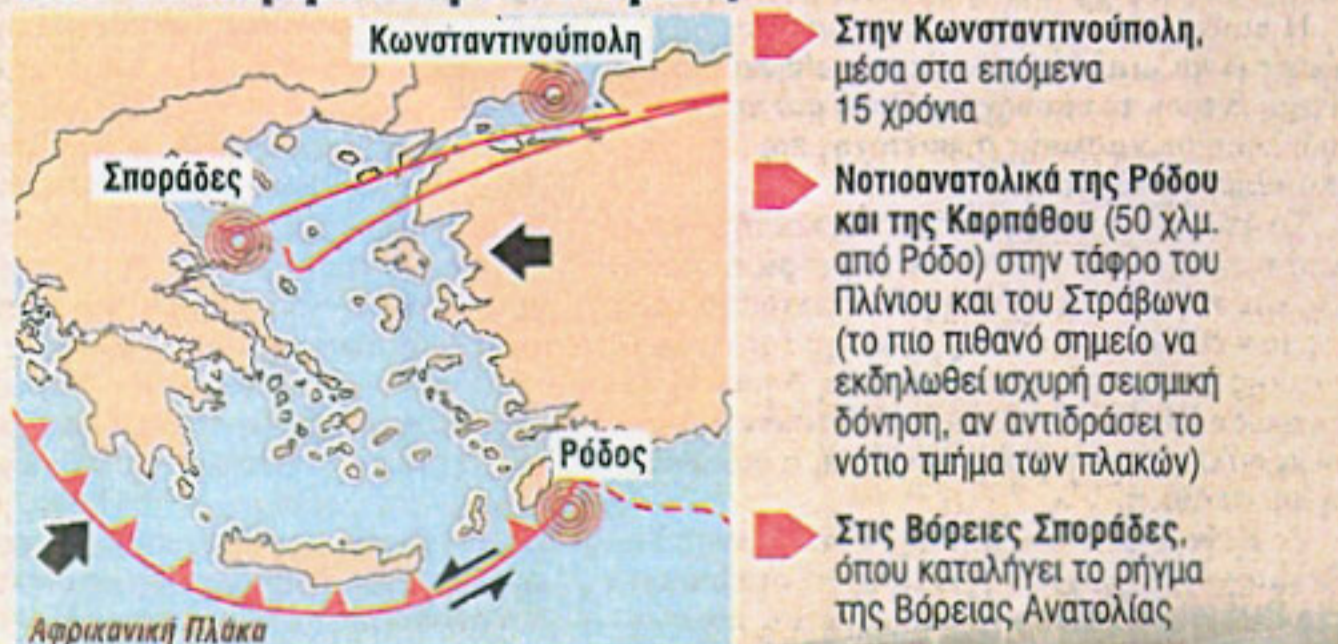 Κωνσταντινούπολη
Σποράδες
Ρόδος
Αφρικανική Πλάκα
Στην Κωνσταντινούπολη,
μέσα στα επόμενα
15 χρόνια
Νοτιοανατολικά της Ρόδου
και της Καρπάθου (50 χλμ.
από Ρόδο) στην τάφρο του
Πλίνιου και του Στράβωνα
(το πιο πιθανό σημείο να
εκδηλωθεί ισχυρή σεισμική
δόνηση, αν αντιδράσει το
νότιο τμήμα των πλακών)
Στις Βόρειες Σποράδες,
όπου καταλήγει το ρήγμα
της Βόρειας Ανατολίας